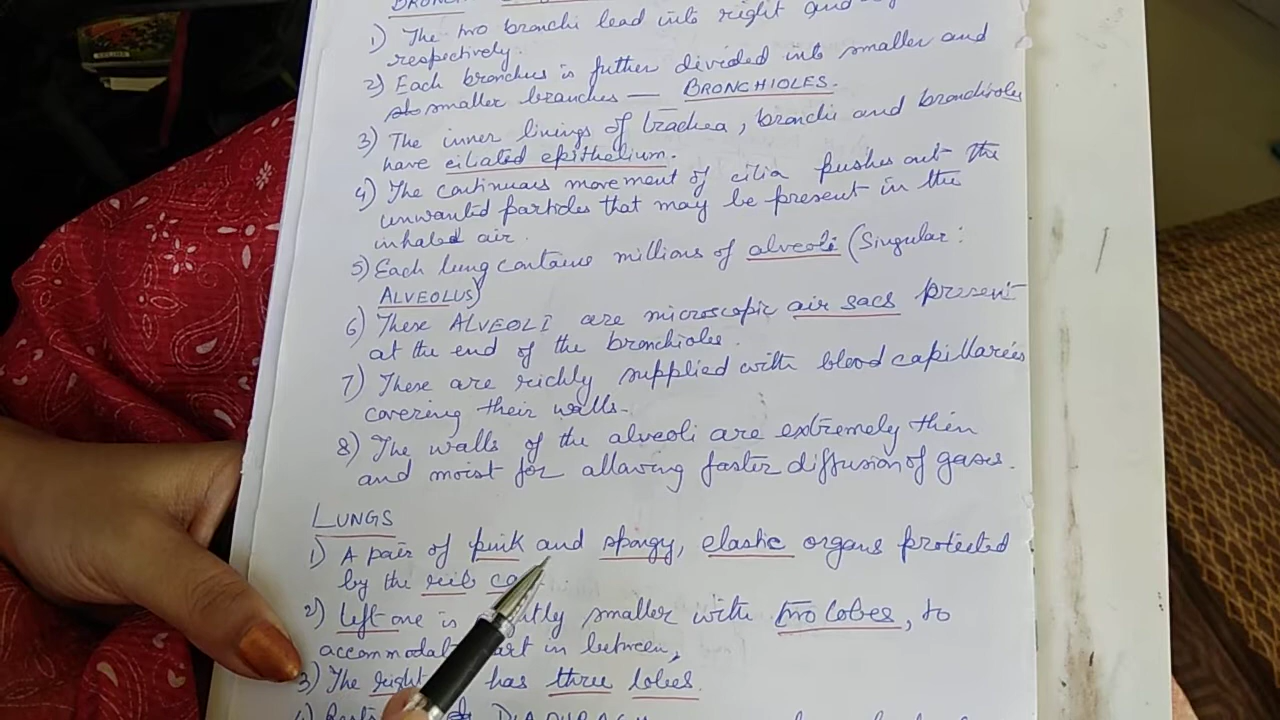 BRONCHI
1) The two bronchi lead into right and
respectively.
2) Each bronchus is further divided into smaller and
smaller branches — BRONCHIOLES.
3) The inner linings of trachea, bronchi and bronchioles
have ciliated epithelium.
4) The continuous movement of cilia pushes out the
unwanted particles that may be present in the
inhaled air.
5) Each lung contains millions of alveoli (Singular:
ALVEOLUS)
6) These ALVEOLI are microscopic air sacs present
at the end of the bronchioles.
7) These are richly supplied with blood capillaries
covering their walls.
8) The walls of the alveoli are extremely thin
and moist for allowing faster diffusion of gases.
LUNGS
1) A pair of pink and spongy, elastic organs protected
by the rib
2) Left one is smaller with two lobes, to
accommodat in between,
3) The right has three lobes.
4) DIAPHRAGM